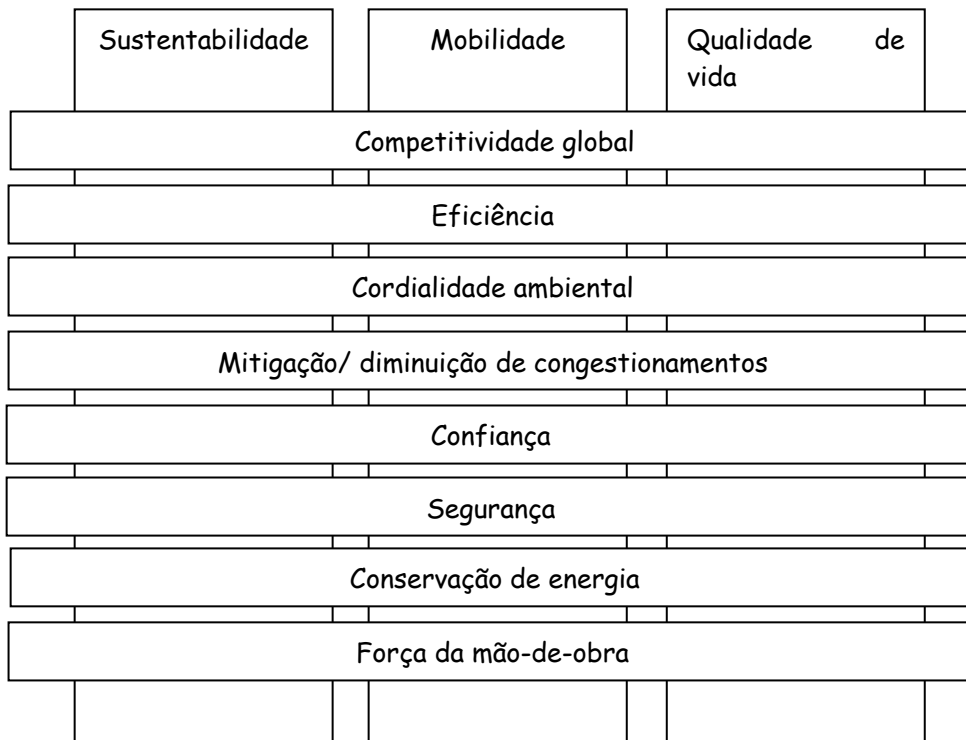 Sustentabilidade
Mobilidade
Qualidade de
vida
Competitividade global
Eficiência
Cordialidade ambiental
Mitigação/ diminuição de congestionamentos
Confiança
Segurança
Conservação de energia
Força da mão-de-obra